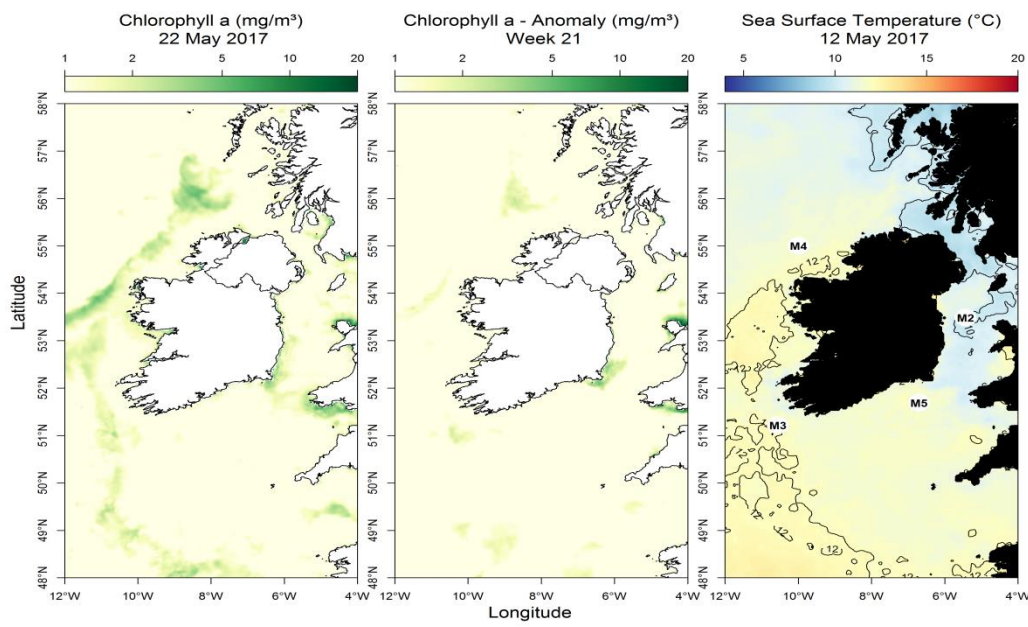 Chlorophyll a (mg/m³)
22 May 2017
1 2 5 10 20
Chlorophyll a - Anomaly (mg/m³)
Week 21
1 2 5 10 20
Sea Surface Temperature (°C)
12 May 2017
5 10 15 20
Latitude
58°N
57°N
56°N
55°N
54°N
53°N
52°N
51°N
50°N
49°N
48°N
12°W 10°W 8°W 6°W 4°W
58°N
57°N
56°N
55°N
54°N
53°N
52°N
51°N
50°N
49°N
48°N
12°W 10°W 8°W 6°W 4°W
58°N
57°N
56°N
55°N
54°N
53°N
52°N
51°N
50°N
49°N
48°N
M4
12
M2
10
12
M5
M3
12
12
12
12°W 10°W 8°W 6°W 4°W
Longitude